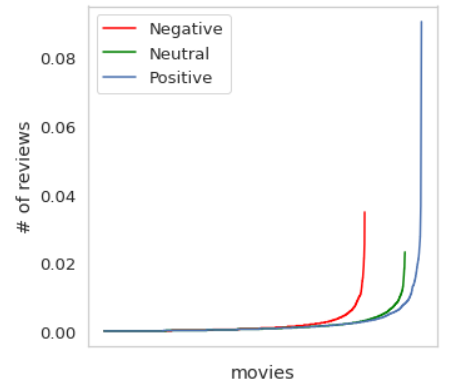 Negative
Neutral
Positive
0.08
0.06
0.04
0.02
0.00
# of reviews
movies